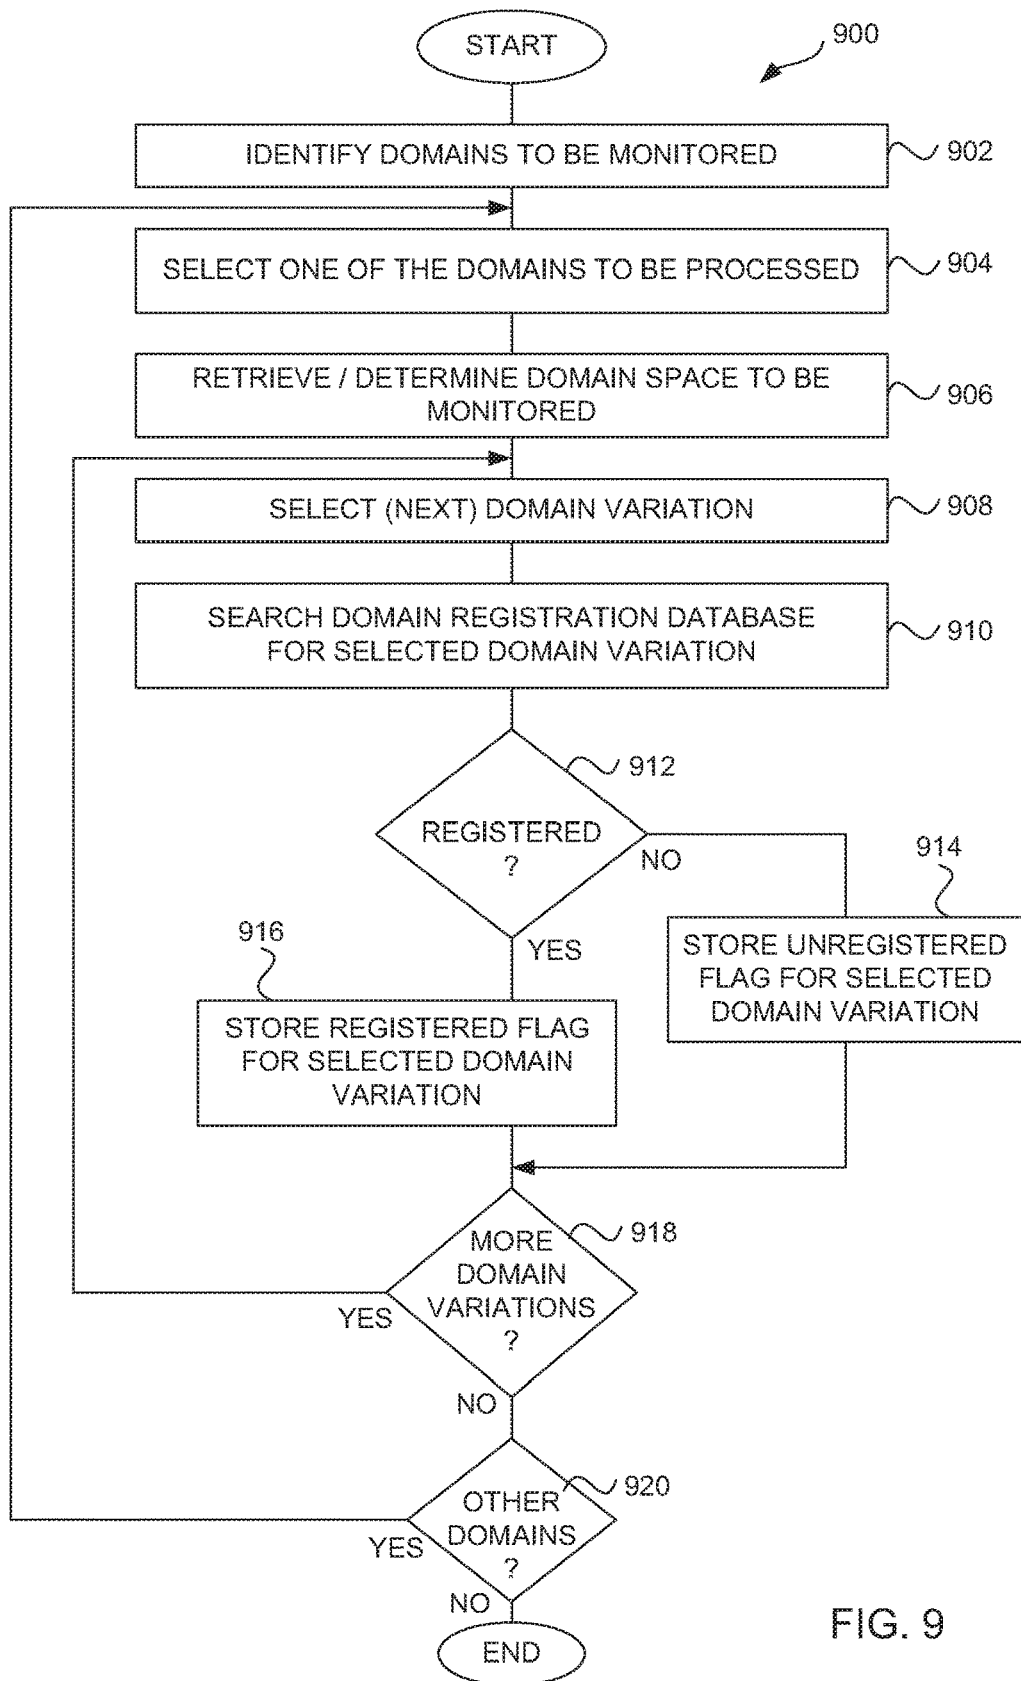 START
900
IDENTIFY DOMAINS TO BE MONITORED
902
SELECT ONE OF THE DOMAINS TO BE PROCESSED
904
RETRIEVE / DETERMINE DOMAIN SPACE TO BE
MONITORED
906
SELECT (NEXT) DOMAIN VARIATION
908
SEARCH DOMAIN REGISTRATION DATABASE
FOR SELECTED DOMAIN VARIATION
910
912
REGISTERED
?
NO
YES
914
STORE UNREGISTERED
FLAG FOR SELECTED
DOMAIN VARIATION
916
STORE REGISTERED FLAG
FOR SELECTED DOMAIN
VARIATION
918
MORE
DOMAIN
VARIATIONS
?
YES
NO
920
OTHER
DOMAINS
?
YES
NO
END
FIG. 9